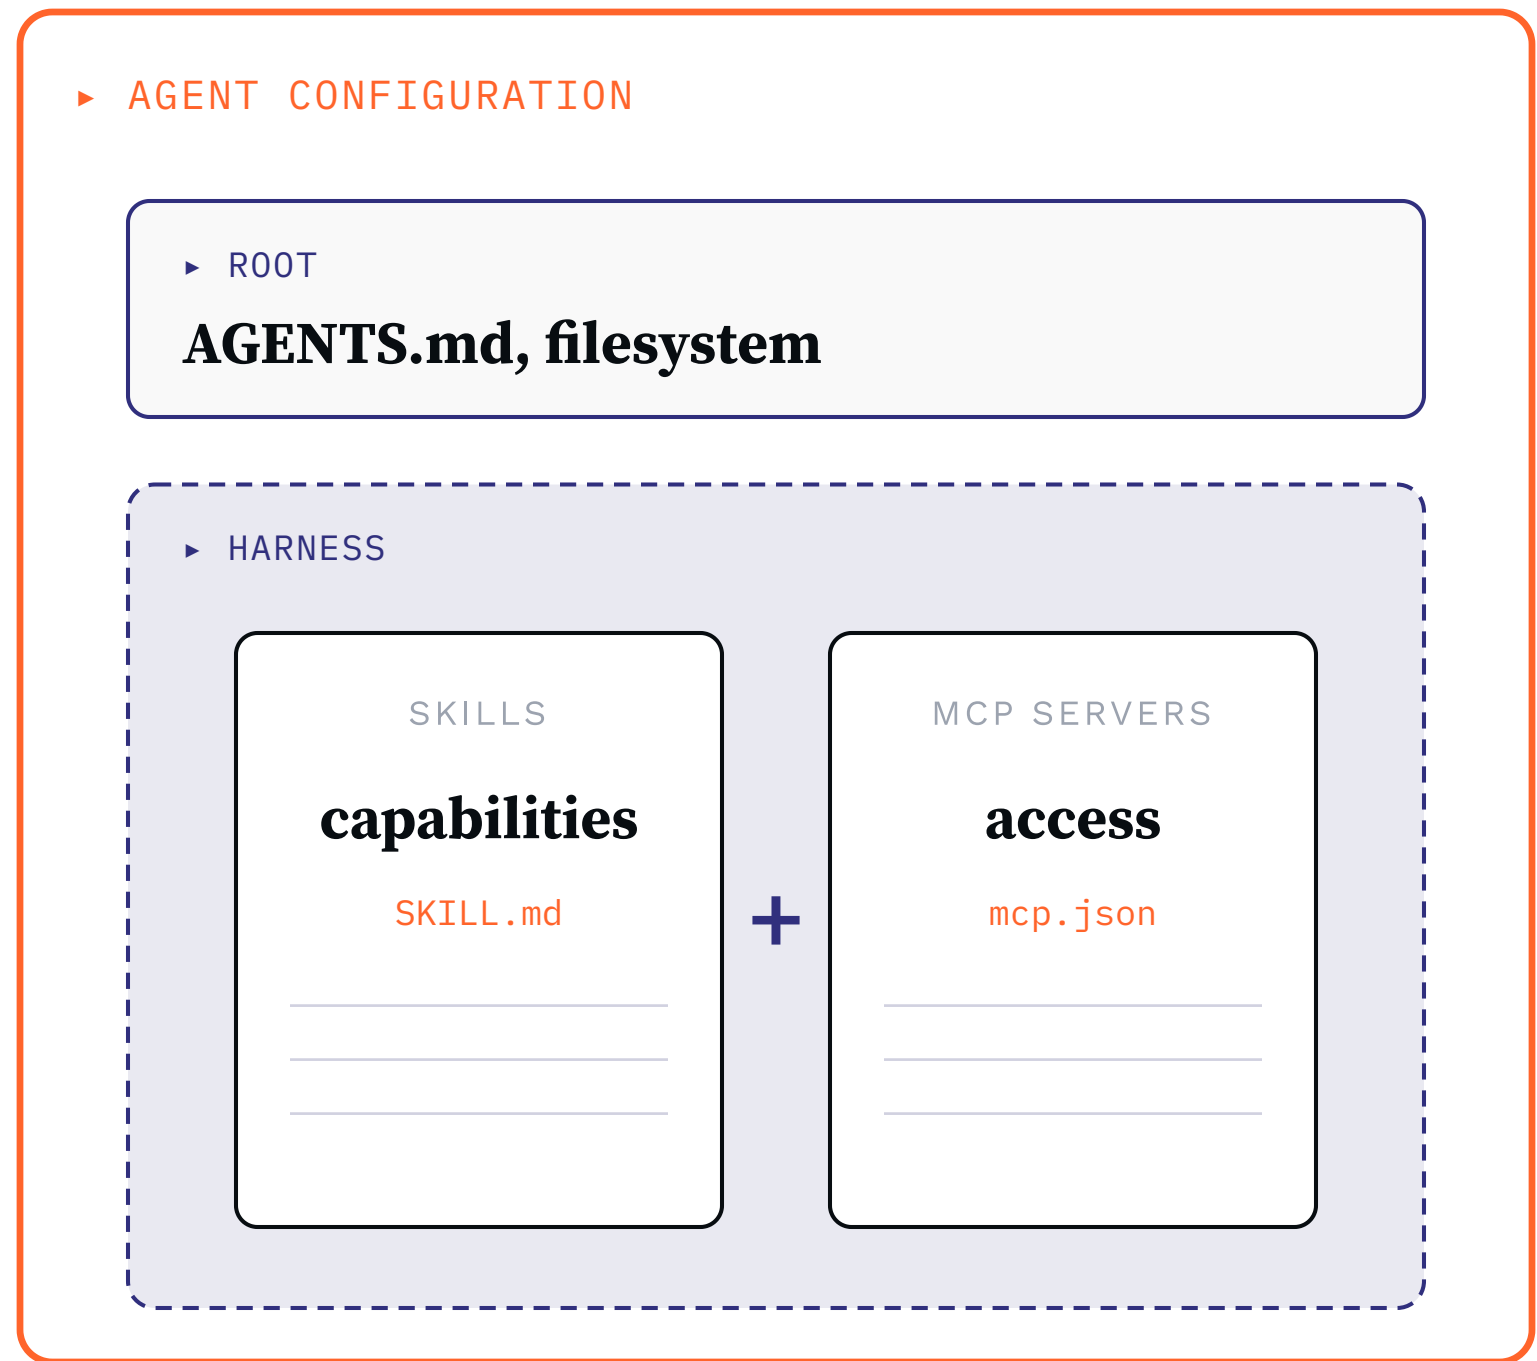 ▸ AGENT CONFIGURATION
▸ ROOT
AGENTS.md, filesystem
▸ HARNESS
SKILLS
capabilities
SKILL.md
+
MCP SERVERS
access
mcp.json